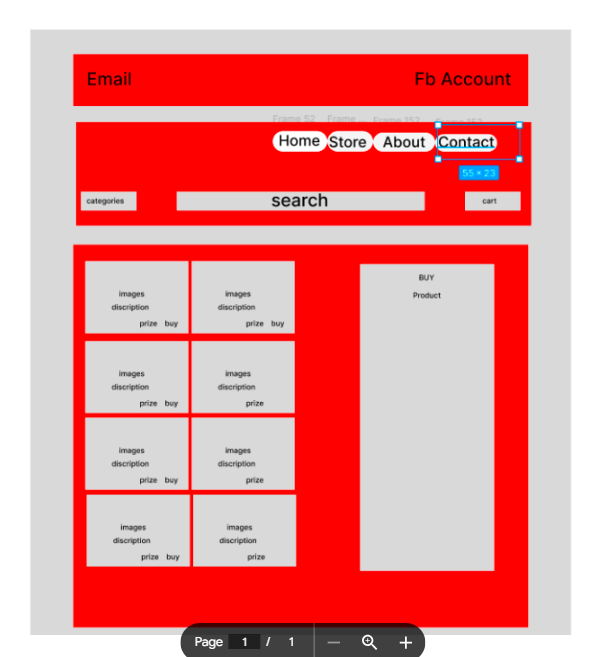 Email Fb Account
Frame 52 Frame ... Frame 152
Home Store About Contact
55 × 23
categories search cart
images images BUY
discription discription Product
prize buy prize buy
images images
discription discription
prize buy prize
images images
discription discription
prize buy prize
images images
discription discription
prize buy prize
Page 1 / 1